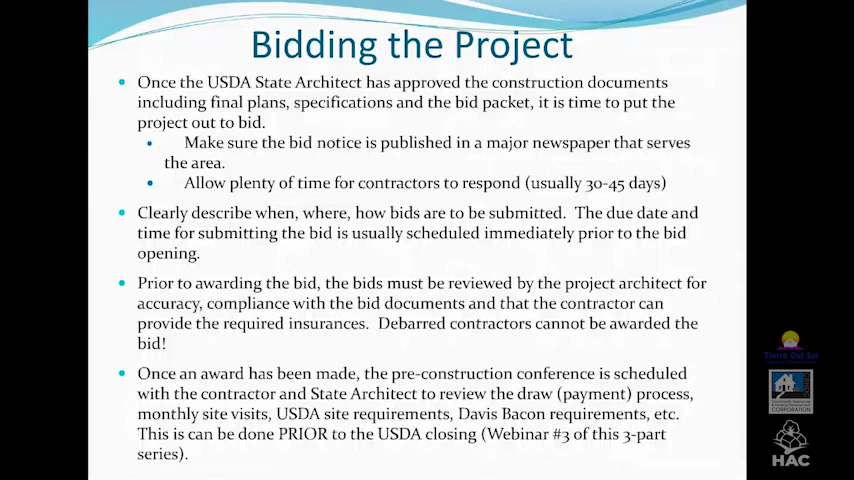 Bidding the Project
Once the USDA State Architect has approved the construction documents
including final plans, specifications and the bid packet, it is time to put the
project out to bid.
Make sure the bid notice is published in a major newspaper that serves
the area.
Allow plenty of time for contractors to respond (usually 30-45 days)
Clearly describe when, where, how bids are to be submitted. The due date and
time for submitting the bid is usually scheduled immediately prior to the bid
opening.
Prior to awarding the bid, the bids must be reviewed by the project architect for
accuracy, compliance with the bid documents and that the contractor can
provide the required insurances. Debarred contractors cannot be awarded the
bid!
Once an award has been made, the pre-construction conference is scheduled
with the contractor and State Architect to review the draw (payment) process,
monthly site visits, USDA site requirements, Davis Bacon requirements, etc.
This is can be done PRIOR to the USDA closing (Webinar #3 of this 3-part
series).
Tierra Del Sol
CORPORATION
HAC